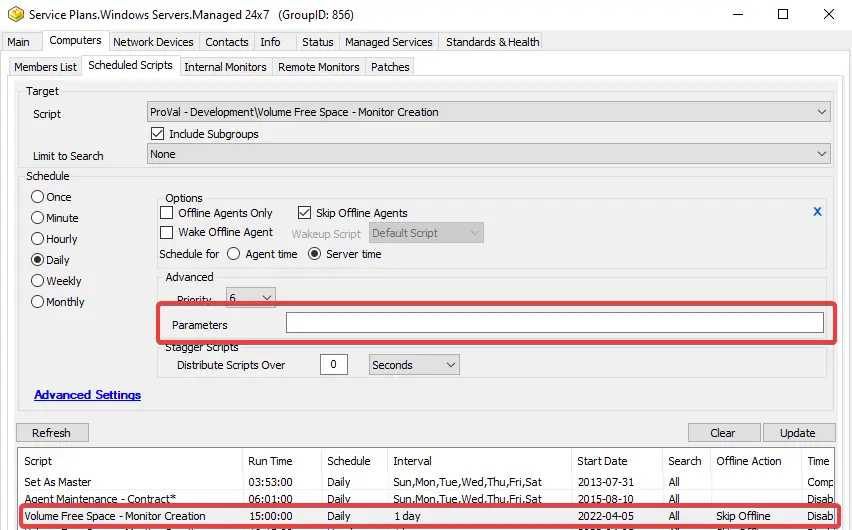 Service Plans.Windows Servers.Managed 24x7 (GroupID: 856)
Main Computers Network Devices Contacts Info Status Managed Services Standards & Health
Members List Scheduled Scripts Internal Monitors Remote Monitors Patches
Target
Script ProVal - Development\Volume Free Space - Monitor Creation
Include Subgroups
Limit to Search None
Schedule
Once
Minute
Hourly
Daily
Weekly
Monthly
Options
Offline Agents Only Skip Offline Agents X
Wake Offline Agent Wakeup Script Default Script
Schedule for Agent time Server time
Advanced
Priority 6
Parameters
Stagger Scripts
Distribute Scripts Over 0 Seconds
Advanced Settings
Refresh Clear Update
Script Run Time Schedule Interval Start Date Search Offline Action Time
Set As Master 03:53:00 Daily Sun,Mon,Tue,Wed,Thu,Fri,Sat 2013-07-31 All Comp
Agent Maintenance - Contract* 06:01:00 Daily Sun,Mon,Tue,Wed,Thu,Fri,Sat 2015-08-10 All Disab
Volume Free Space - Monitor Creation 15:00:00 Daily 1 day 2022-04-05 All Skip Offline Disab